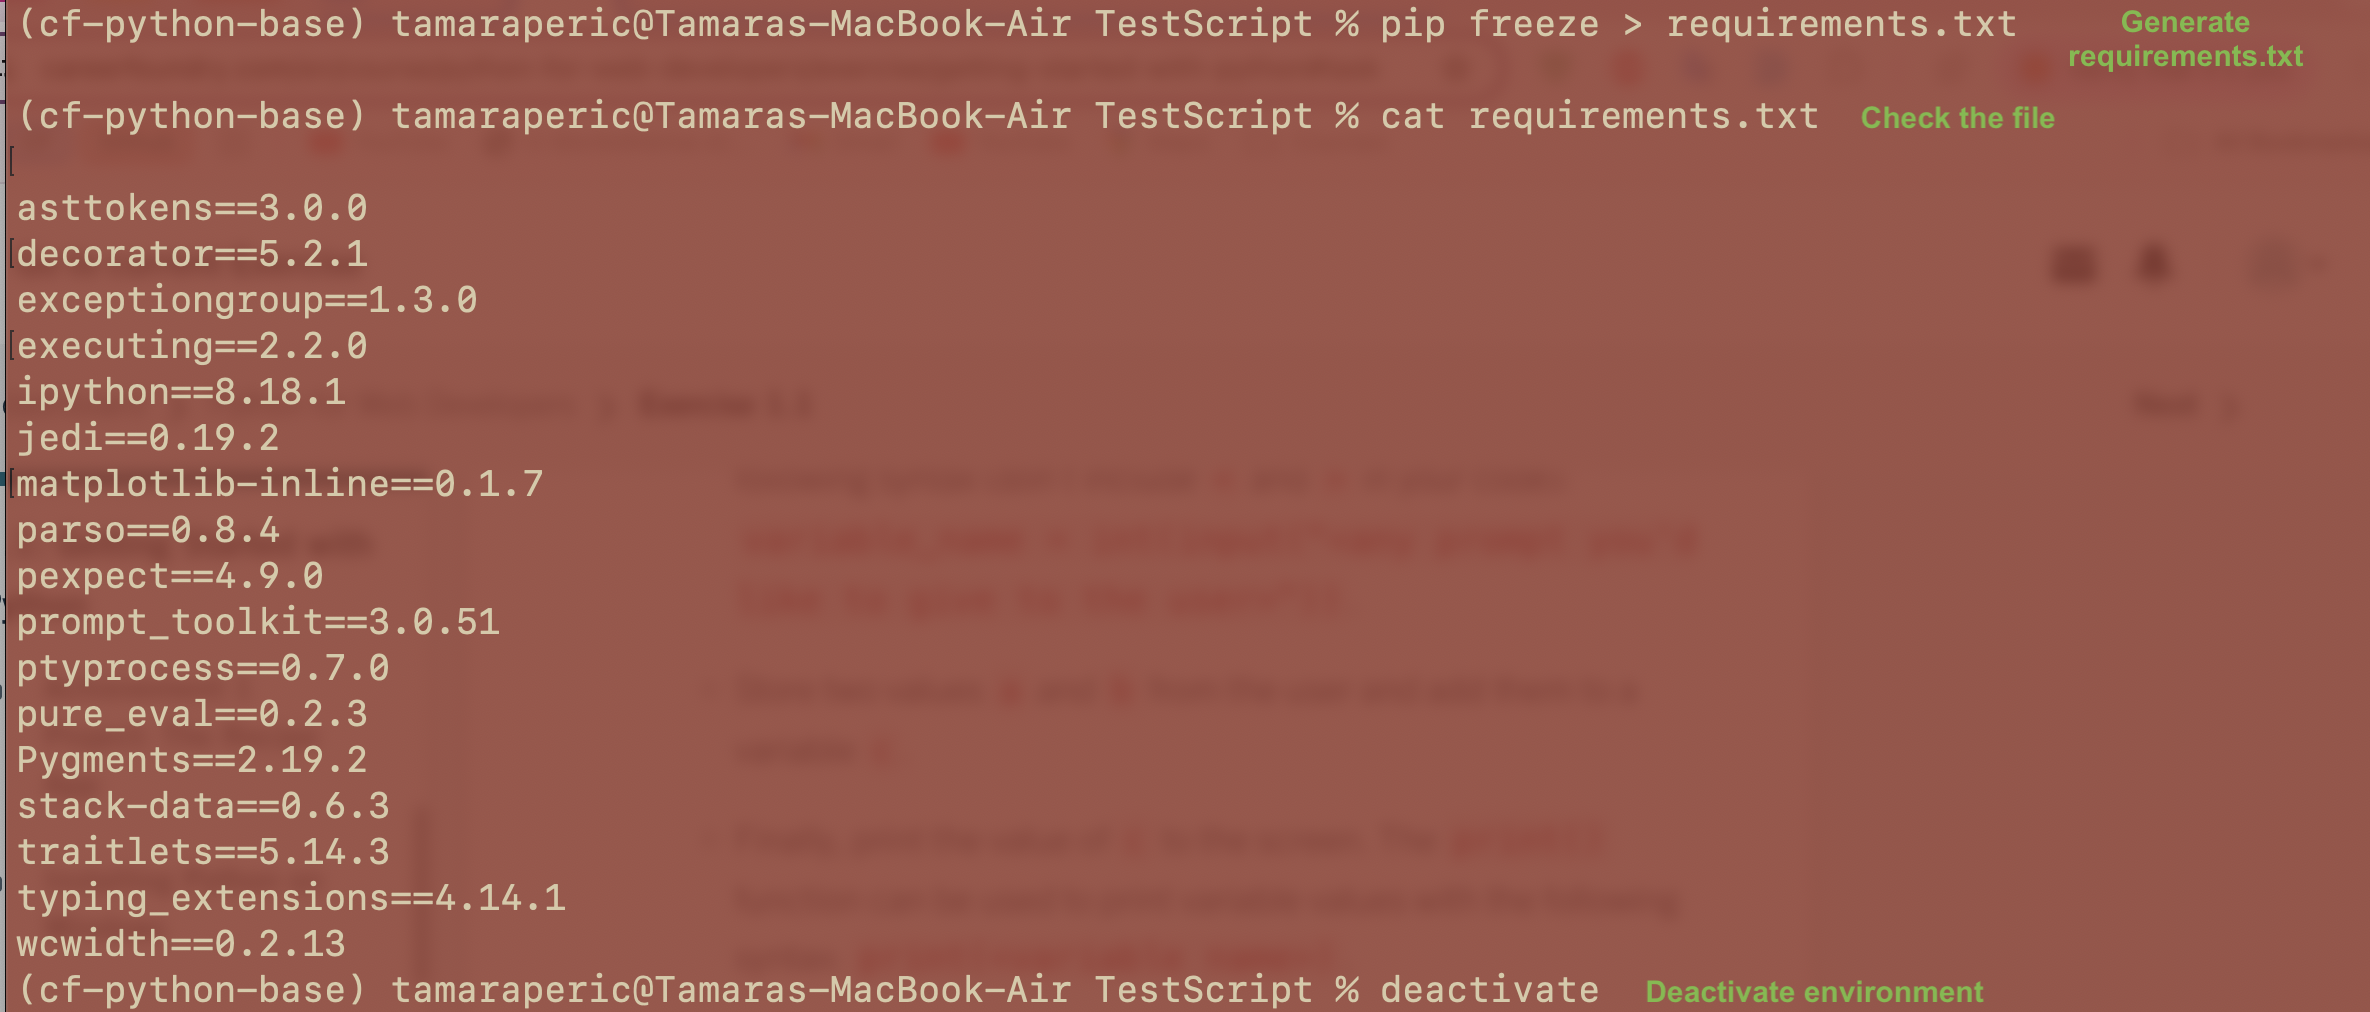 (cf-python-base) tamaraperic@Tamaras-MacBook-Air TestScript % pip freeze > requirements.txt
Generate
requirements.txt
(cf-python-base) tamaraperic@Tamaras-MacBook-Air TestScript % cat requirements.txt
Check the file
[
asttokens==3.0.0
[decorator==5.2.1
exceptiongroup==1.3.0
[executing==2.2.0
ipython==8.18.1
jedi==0.19.2
[matplotlib-inline==0.1.7
parso==0.8.4
pexpect==4.9.0
prompt_toolkit==3.0.51
ptyprocess==0.7.0
pure_eval==0.2.3
Pygments==2.19.2
stack-data==0.6.3
traitlets==5.14.3
typing_extensions==4.14.1
wcwidth==0.2.13
(cf-python-base) tamaraperic@Tamaras-MacBook-Air TestScript % deactivate
Deactivate environment